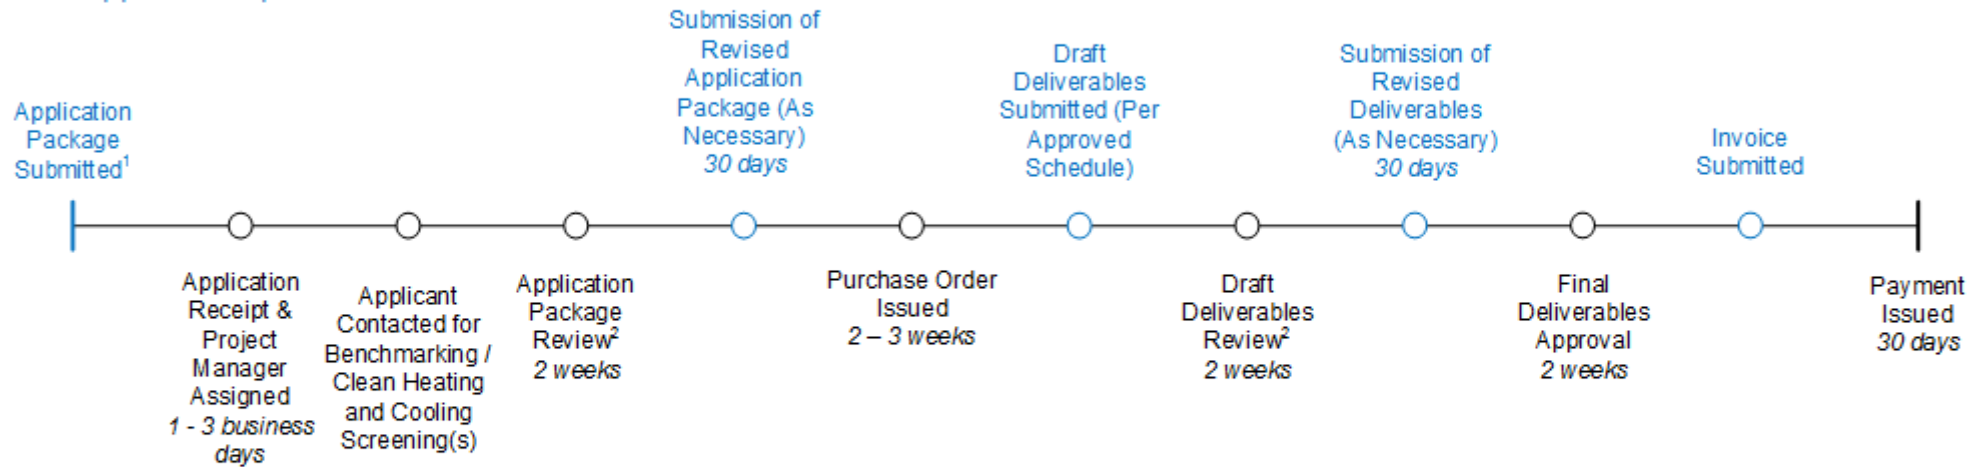 Application
Package
Submitted¹
Application
Receipt &
Project
Manager
Assigned
1 - 3 business
days
Applicant
Contacted for
Benchmarking /
Clean Heating
and Cooling
Screening(s)
Application
Package
Review²
2 weeks
Submission of
Revised
Application
Package (As
Necessary)
30 days
Purchase Order
Issued
2 – 3 weeks
Draft
Deliverables
Submitted (Per
Approved
Schedule)
Draft
Deliverables
Review²
2 weeks
Submission of
Revised
Deliverables
(As Necessary)
30 days
Final
Deliverables
Approval
2 weeks
Invoice
Submitted
Payment
Issued
30 days